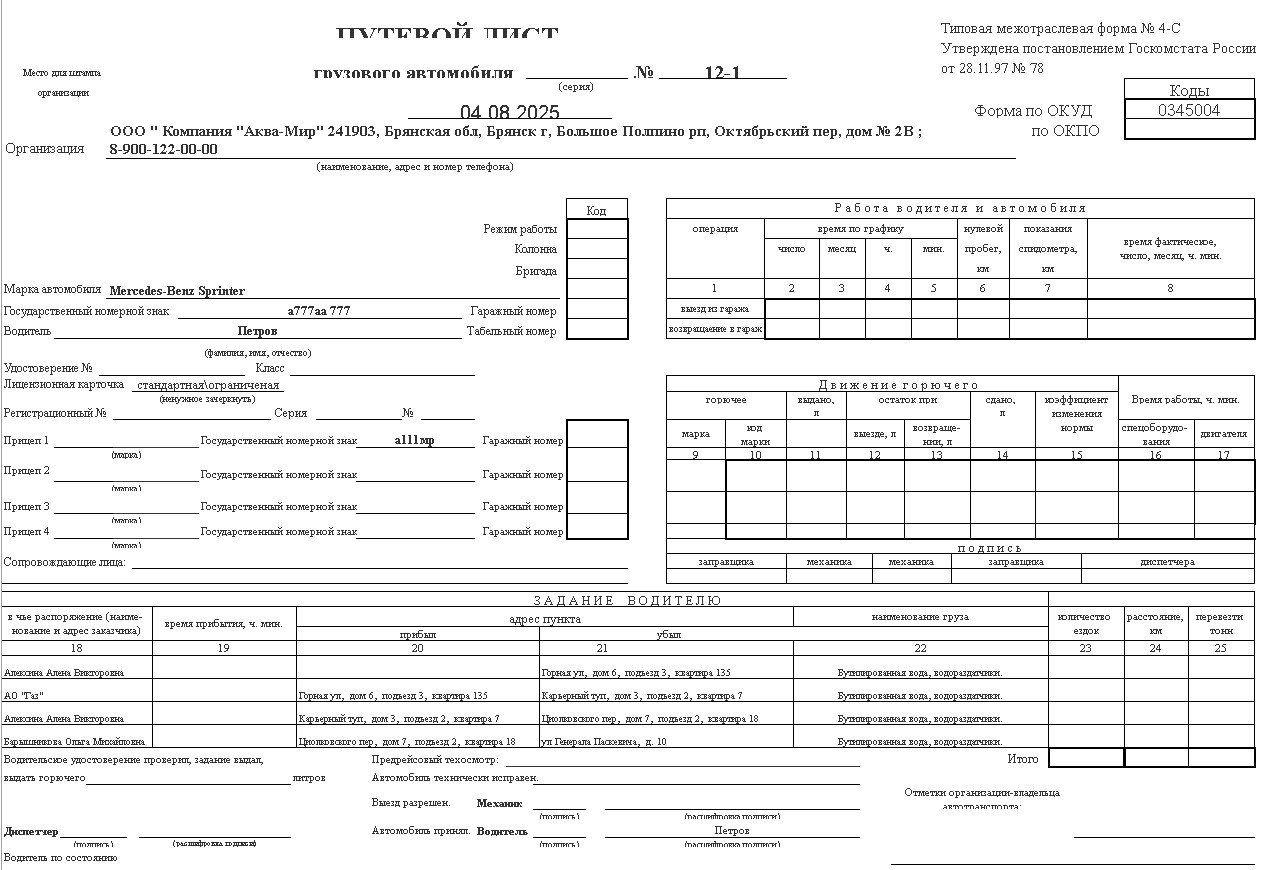 ПУТЕВОЙ ЛИСТ
Типовая межотраслевая форма № 4-С
Утверждена постановлением Госкомстата России
от 28.11.97 № 78
Место для штампа
организации
грузового автомобиля № 12-1
(серия)
Коды
04.08.2025
Форма по ОКУД 0345004
по ОКПО
ООО " Компания "Аква-Мир" 241903, Брянская обл, Брянск г, Большое Полпино рп, Октябрьский пер, дом № 2В ;
Организация 8-900-122-00-00
(наименование, адрес и номер телефона)
Код
Режим работы
Колонна
Бригада
Марка автомобиля Mercedes-Benz Sprinter
Государственный номерной знак а777аа 777 Гаражный номер
Водитель Петров Табельный номер
(фамилия, имя, отчество)
Удостоверение № Класс
Лицензионная карточка стандартная\ограниченая
(ненужное зачеркнуть)
Регистрационный № Серия №
Прицеп 1 Государственный номерной знак а111мр Гаражный номер
(марка)
Прицеп 2 Государственный номерной знак Гаражный номер
(марка)
Прицеп 3 Государственный номерной знак Гаражный номер
(марка)
Прицеп 4 Государственный номерной знак Гаражный номер
(марка)
Сопровождающие лица:
Работа водителя и автомобиля
операция время по графику нулевой пробег, км показания спидометра, км время фактическое, число, месяц, ч. мин.
число месяц ч. мин.
1 2 3 4 5 6 7 8
выезд из гаража
возвращение в гараж
Движение горючего Время работы, ч. мин.
горючее выдано, л остаток при сдано, л коэффициент изменения нормы
марка код марки выезде, л возвраще-нии, л спецоборудо-вания двигателя
9 10 11 12 13 14 15 16 17
подпись
заправщика механика механика заправщика диспетчера
ЗАДАНИЕ ВОДИТЕЛЮ
в чье распоряжение (наиме-нование и адрес заказчика) время прибытия, ч. мин. адрес пункта наименование груза количество ездок расстояние, км перевезти тонн
прибыл убыл
18 19 20 21 22 23 24 25
Алексина Алена Викторовна Горная ул, дом 6, подъезд 3, квартира 135 Бутилированная вода, водораздатчики.
АО "Газ" Горная ул, дом 6, подъезд 3, квартира 135 Карьерный туп, дом 3, подъезд 2, квартира 7 Бутилированная вода, водораздатчики.
Алексина Алена Викторовна Карьерный туп, дом 3, подъезд 2, квартира 7 Циолковского пер, дом 7, подъезд 2, квартира 18 Бутилированная вода, водораздатчики.
Барышникова Ольга Михайловна Циолковского пер, дом 7, подъезд 2, квартира 18 ул Генерала Паскевича, д. 10 Бутилированная вода, водораздатчики.
Водительское удостоверение проверил, задание выдал, Предрейсовый техосмотр: Итого
выдать горючего литров Автомобиль технически исправен.
Отметки организации-владельца
автотранспорта:
Выезд разрешен. Механик
(подпись) (расшифровка подписи)
Диспетчер Автомобиль принял. Водитель Петров
(подпись) (расшифровка подписи) (подпись) (расшифровка подписи)
Водитель по состоянию